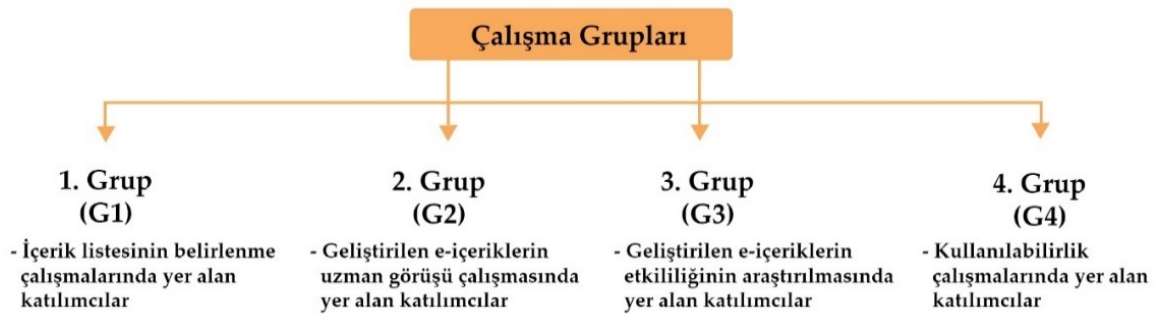 Çalışma Grupları
1. Grup
(G1)
- İçerik listesinin belirlenme
çalışmalarında yer alan
katılımcılar
2. Grup
(G2)
- Geliştirilen e-içeriklerin
uzman görüşü çalışmasında
yer alan katılımcılar
3. Grup
(G3)
- Geliştirilen e-içeriklerin
etkililiğinin araştırılmasında
yer alan katılımcılar
4. Grup
(G4)
- Kullanılabilirlik
çalışmalarında yer alan
katılımcılar